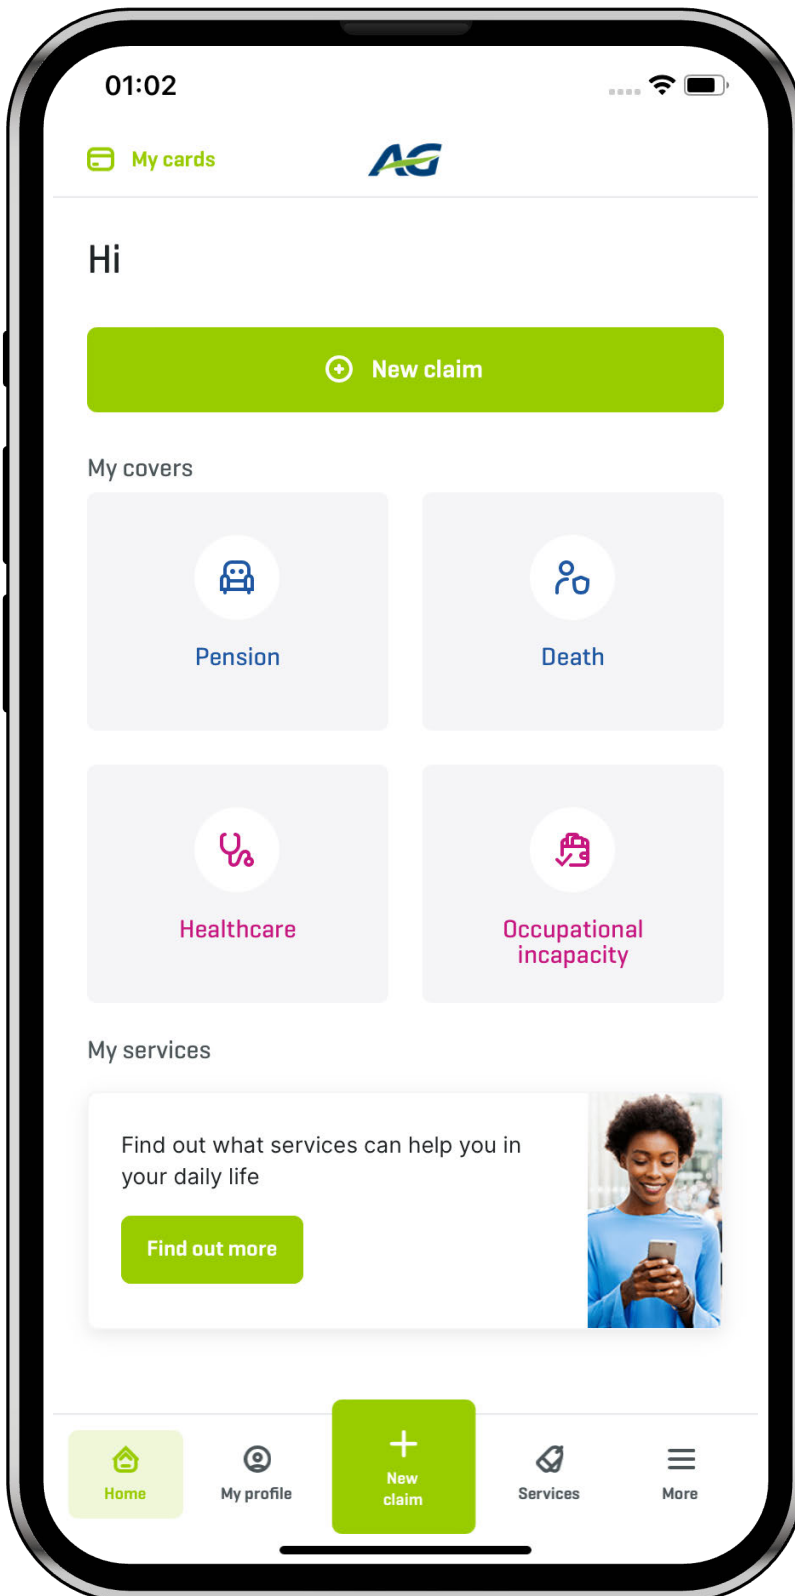 01:02
My cards
AG
Hi
New claim
My covers
Pension
Death
Healthcare
Occupational
incapacity
My services
Find out what services can help you in
your daily life
Find out more
Home
My profile
New
claim
Services
More